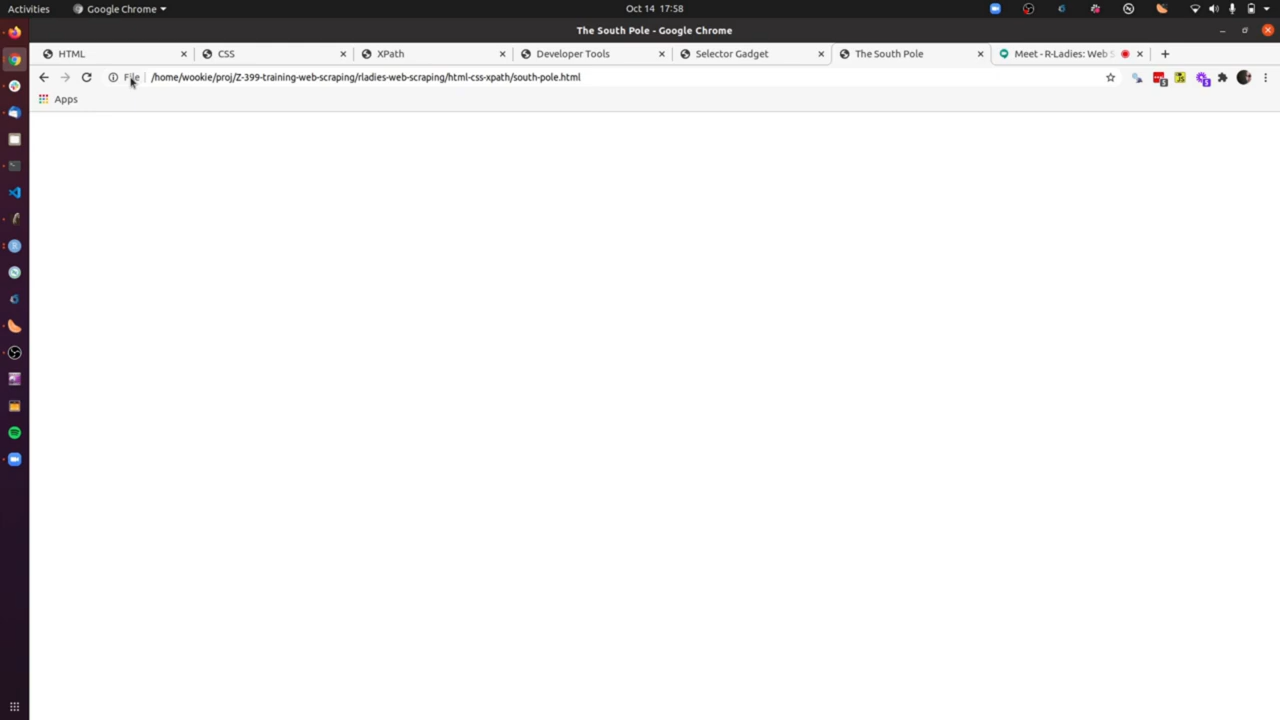 Activities
Google Chrome
Oct 14 17:58
The South Pole - Google Chrome
HTML
CSS
XPath
Developer Tools
Selector Gadget
The South Pole
Meet - R-Ladies: Web S
File
/home/wookie/proj/Z-399-training-web-scraping/rladies-web-scraping/html-css-xpath/south-pole.html
Apps